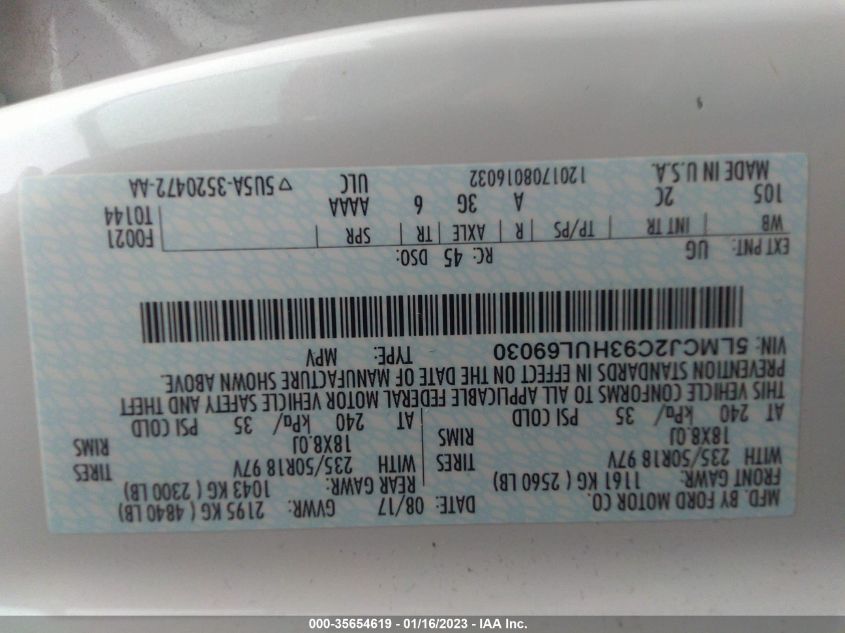 MFD. BY FORD MOTOR CO.
DATE: 08/17 GVWR: 2195 KG ( 4840 LB)
FRONT GAWR: 1161 KG ( 2560 LB) REAR GAWR: 1043 KG ( 2300 LB)
WITH 235/50R18 97V TIRES WITH 235/50R18 97V TIRES
18X8.0J RIMS 18X8.0J RIMS
AT 240 kPa/ 35 PSI COLD AT 240 kPa/ 35 PSI COLD
THIS VEHICLE CONFORMS TO ALL APPLICABLE FEDERAL MOTOR VEHICLE SAFETY AND THEFT
PREVENTION STANDARDS IN EFFECT ON THE DATE OF MANUFACTURE SHOWN ABOVE.
VIN: 5LMCJ2C93HUL69030 TYPE: MPV
EXT PNT: UG RC: 45 DSO: F0021
WB INT TR TP/PS R AXLE TR SPR T0144
105 2C A 3G 6 AAAA
MADE IN U.S.A. 1201708016032 ULC ▽ 5U5A-3520472-AA
000-35654619 - 01/16/2023 - IAA Inc.